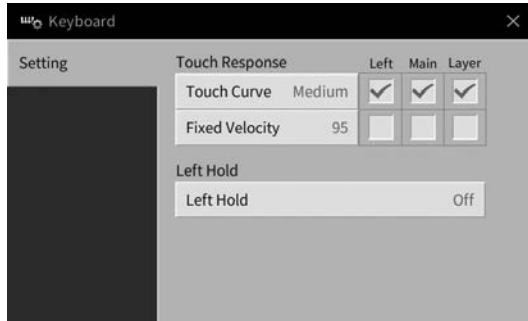 Keyboard
Setting
Touch Response Left Main Layer
Touch Curve Medium
Fixed Velocity 95
Left Hold
Left Hold Off